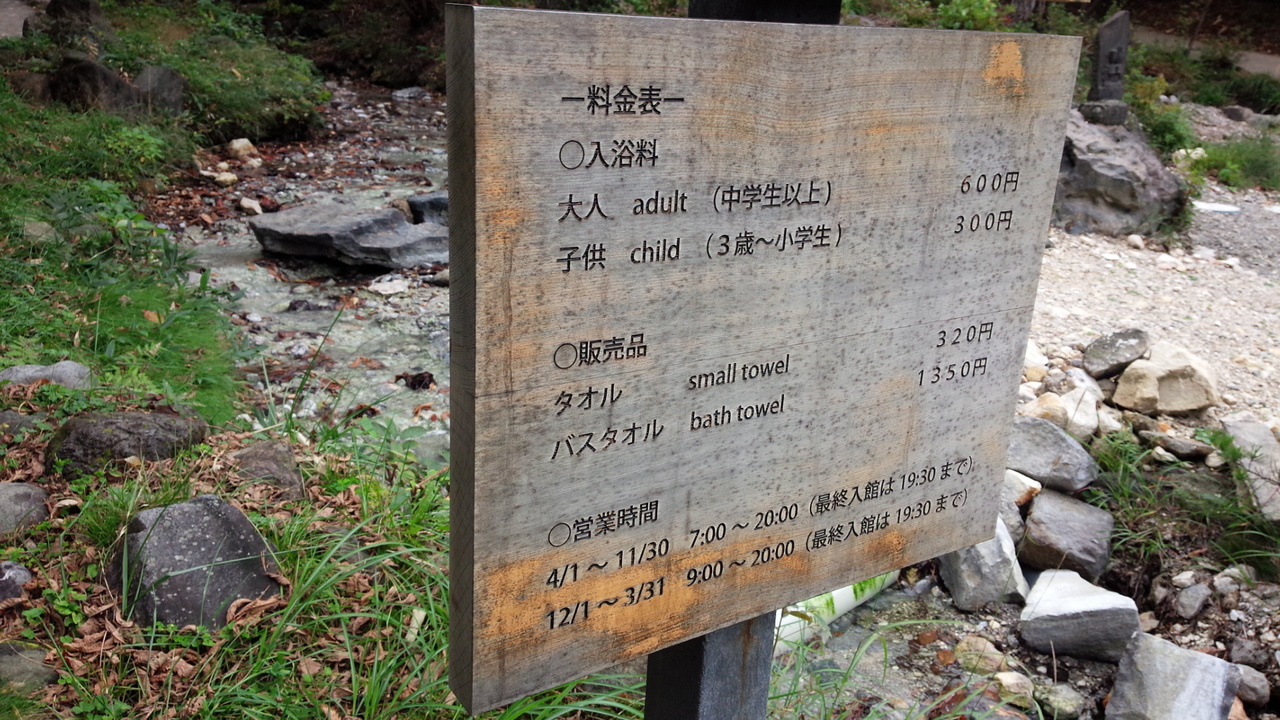 ―料金表―
○入浴料
大人 adult （中学生以上） 600円
子供 child （３歳～小学生） 300円
○販売品
タオル small towel 320円
バスタオル bath towel 1350円
○営業時間
4/1 ～ 11/30 7:00 ～ 20:00（最終入館は 19:30 まで）
12/1 ～ 3/31 9:00 ～ 20:00（最終入館は 19:30 まで）